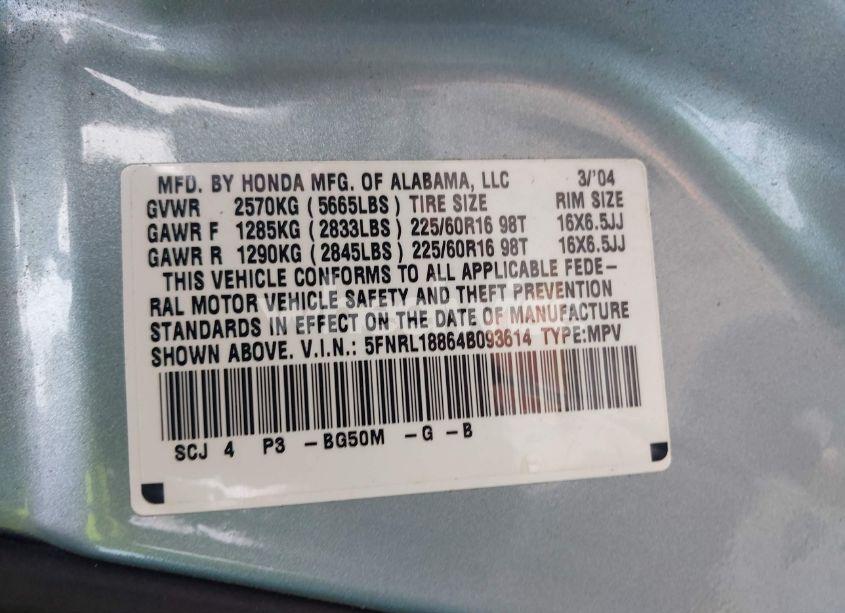 MFD. BY HONDA MFG. OF ALABAMA, LLC 3/'04
GVWR 2570KG ( 5665LBS ) TIRE SIZE RIM SIZE
GAWR F 1285KG ( 2833LBS ) 225/60R16 98T 16X6.5JJ
GAWR R 1290KG ( 2845LBS ) 225/60R16 98T 16X6.5JJ
THIS VEHICLE CONFORMS TO ALL APPLICABLE FEDE–
RAL MOTOR VEHICLE SAFETY AND THEFT PREVENTION
STANDARDS IN EFFECT ON THE DATE OF MANUFACTURE
SHOWN ABOVE. V.I.N.: 5FNRL18864B093614 TYPE:MPV
SCJ 4 P3 –BG50M –G –B